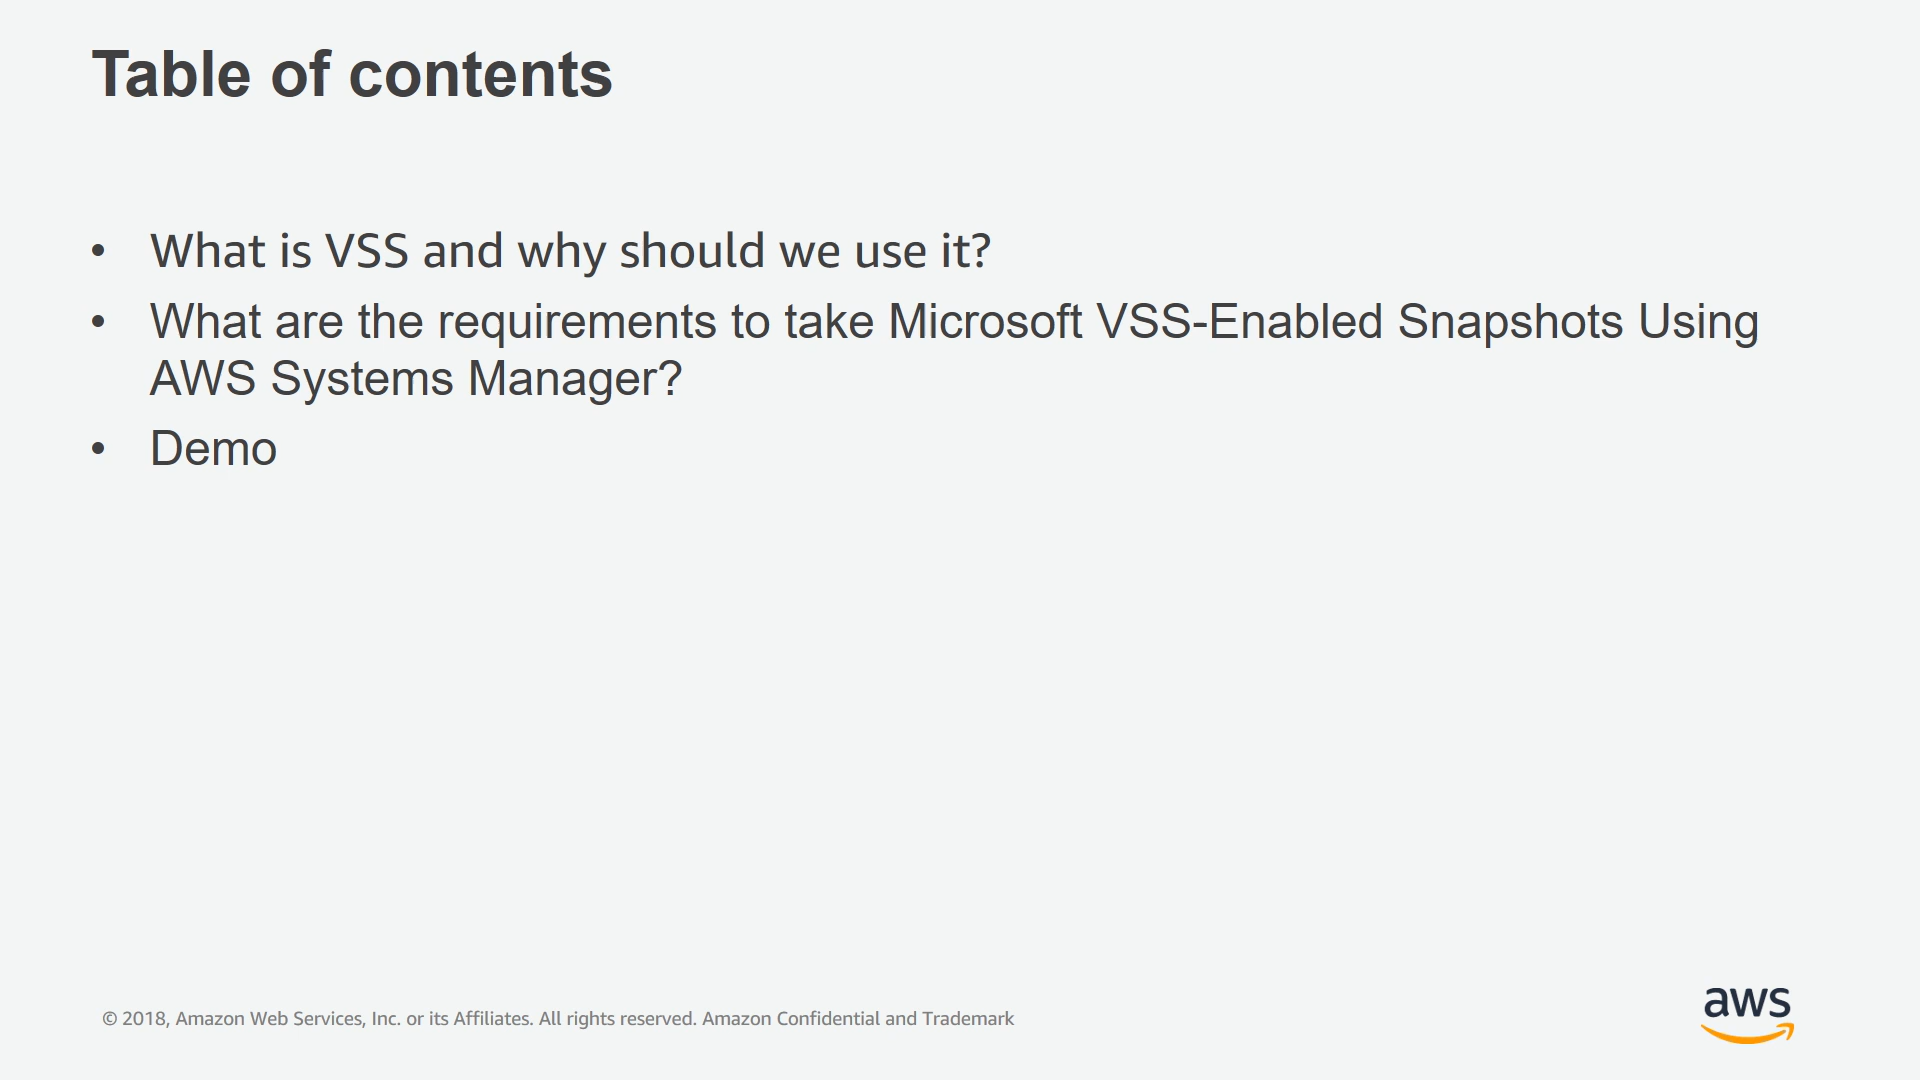 Table of contents
• What is VSS and why should we use it?
• What are the requirements to take Microsoft VSS-Enabled Snapshots Using
AWS Systems Manager?
• Demo
© 2018, Amazon Web Services, Inc. or its Affiliates. All rights reserved. Amazon Confidential and Trademark
aws